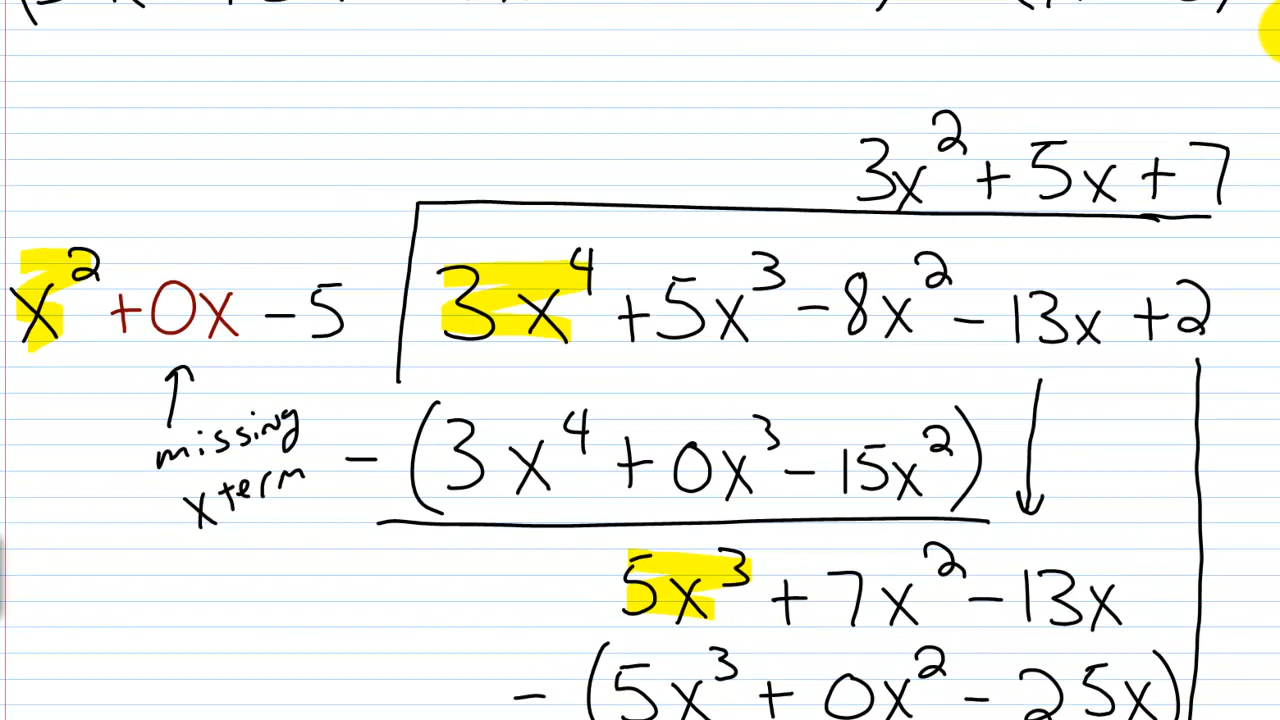 3x² + 5x + 7
x² + 0x - 5 3x⁴ + 5x³ - 8x² - 13x + 2
missing
x term
- (3x⁴ + 0x³ - 15x²)
5x³ + 7x² - 13x
- (5x³ + 0x² - 25x)